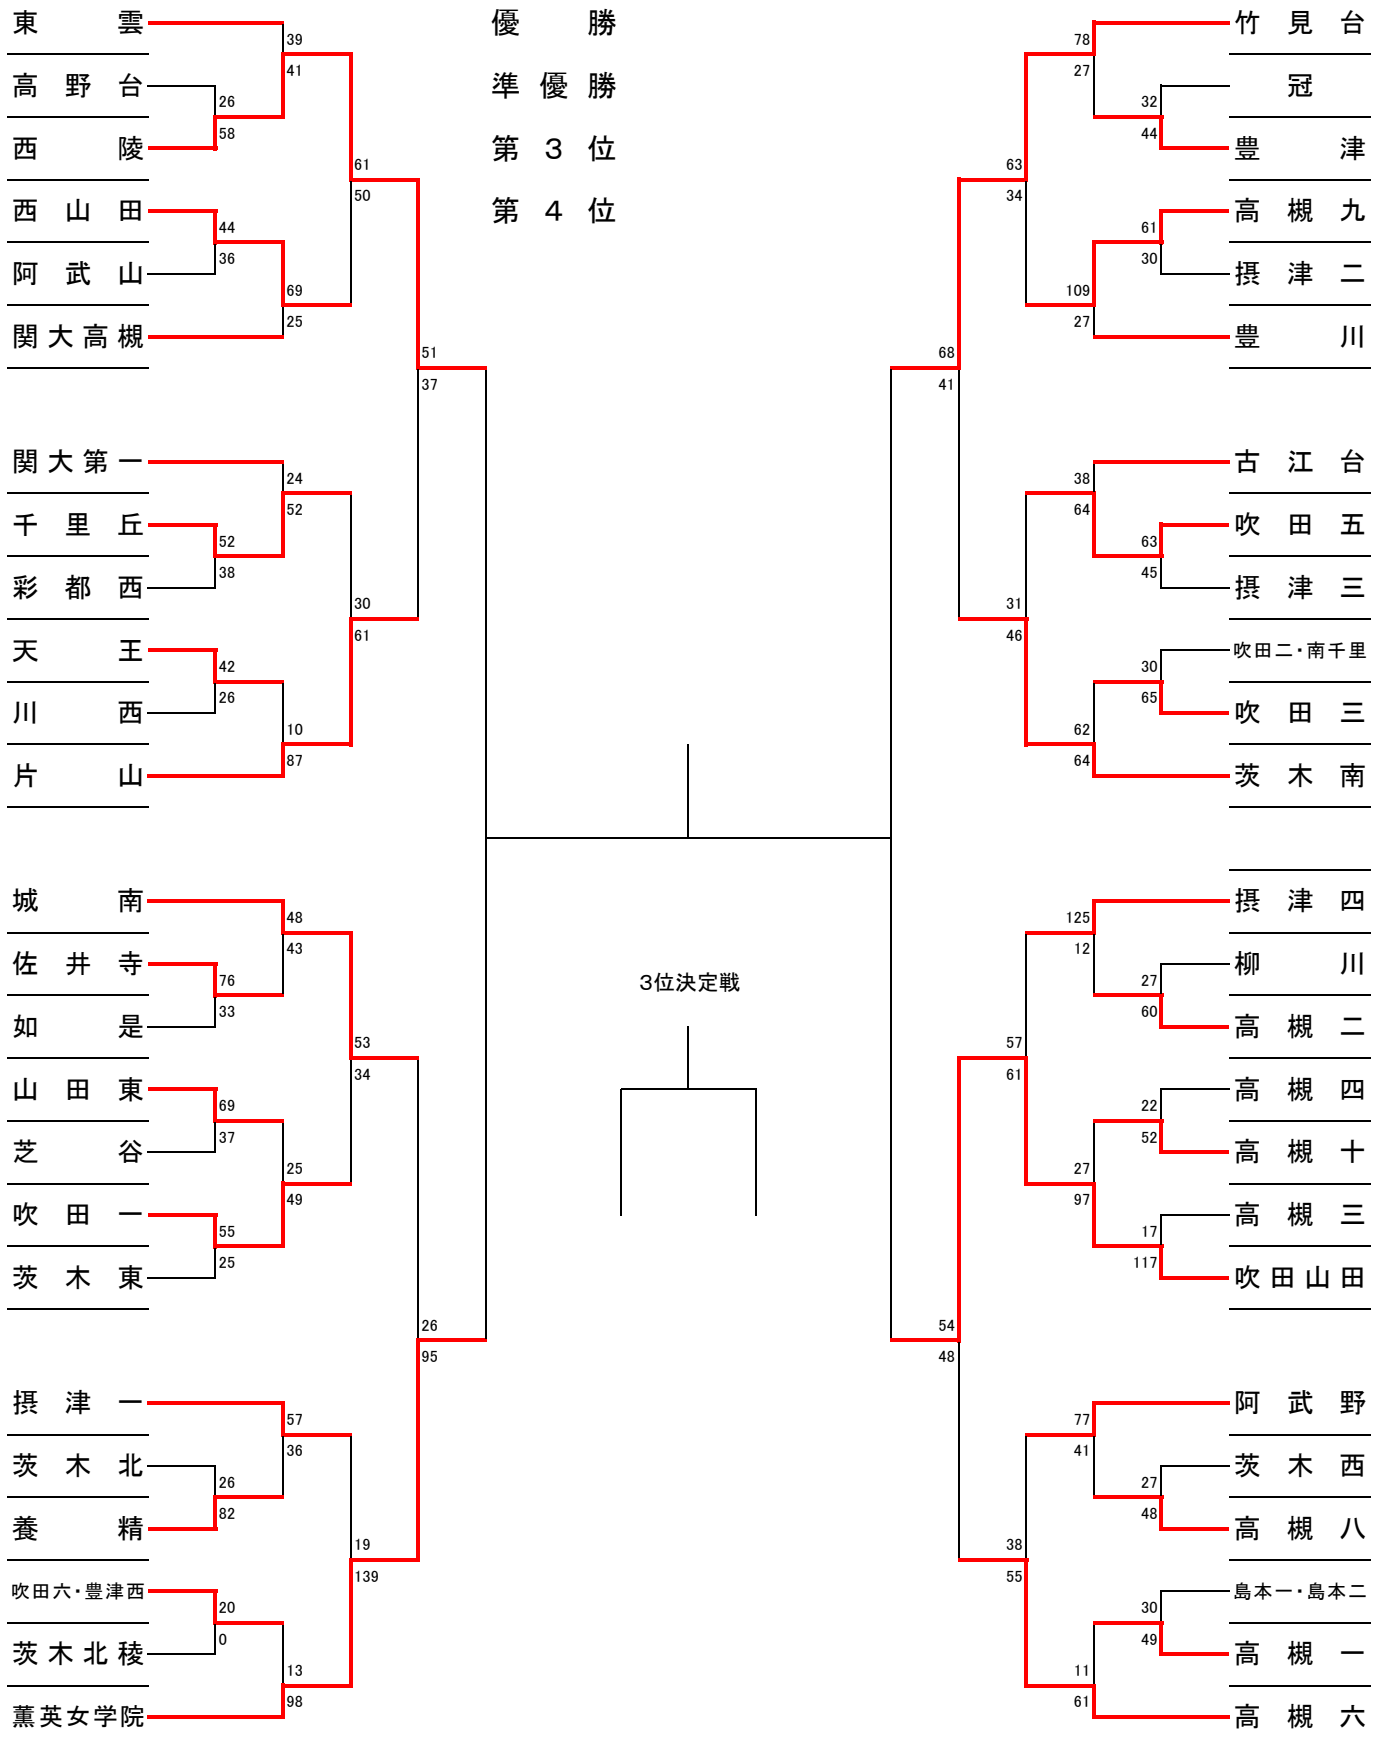 優勝
準優勝
第３位
第４位
東雲
39
41
高野台
26
58
西陵
61
50
西山田
44
36
阿武山
69
25
関大高槻
51
37
関大第一
24
52
千里丘
52
38
彩都西
30
61
天王
42
26
川西
10
87
片山
城南
48
43
佐井寺
76
33
如是
53
34
山田東
69
37
芝谷
25
49
吹田一
55
25
茨木東
26
95
摂津一
57
36
茨木北
26
82
養精
19
139
吹田六・豊津西
20
0
茨木北稜
13
98
薫英女学院
3位決定戦
竹見台
78
27
冠
32
44
豊津
63
34
高槻九
61
30
摂津二
109
27
豊川
68
41
古江台
38
64
吹田五
63
45
摂津三
31
46
吹田二・南千里
30
65
吹田三
62
64
茨木南
摂津四
125
12
柳川
27
60
高槻二
57
61
高槻四
22
52
高槻十
27
97
高槻三
17
117
吹田山田
54
48
阿武野
77
41
茨木西
27
48
高槻八
38
55
島本一・島本二
30
49
高槻一
11
61
高槻六